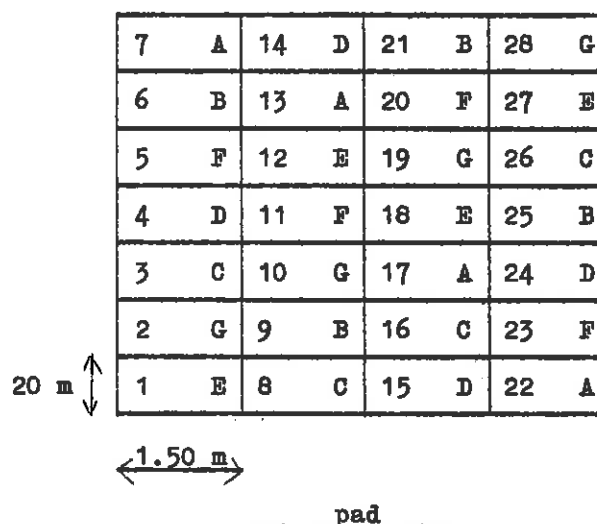 7 A 14 D 21 B 28 G
6 B 13 A 20 F 27 E
5 F 12 E 19 G 26 C
4 D 11 F 18 E 25 B
3 C 10 G 17 A 24 D
2 G 9 B 16 C 23 F
20 m 1 E 8 C 15 D 22 A
1.50 m
pad